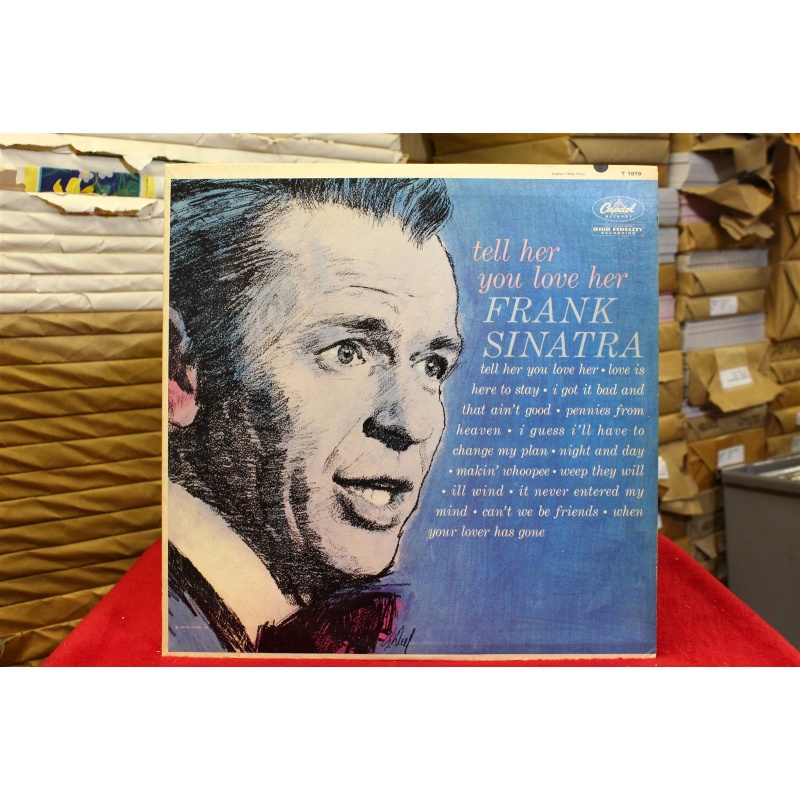 T 1919
Capitol
RECORDS
HIGH FIDELITY
RECORDING
tell her
you love her
FRANK
SINATRA
tell her you love her • love is
here to stay • i got it bad and
that ain't good • pennies from
heaven • i guess i'll have to
change my plan • night and day
• makin' whoopee • weep they will
• ill wind • it never entered my
mind • can't we be friends • when
your lover has gone